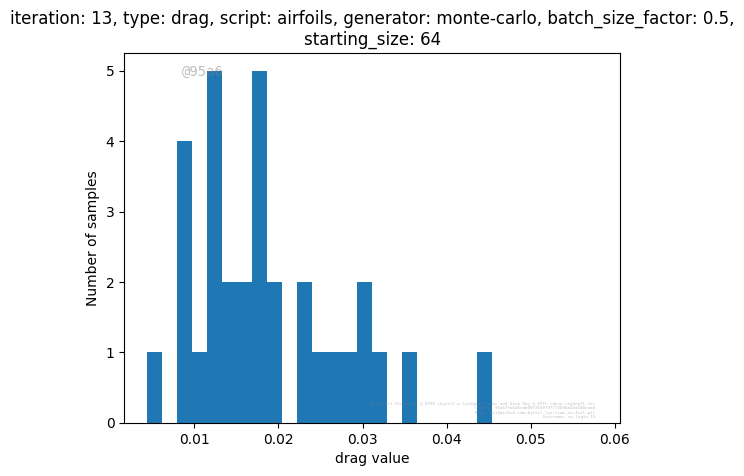 iteration: 13, type: drag, script: airfoils, generator: monte-carlo, batch_size_factor: 0.5,
starting_size: 64
@95a6
5
4
3
2
1
0
Number of samples
0.01 0.02 0.03 0.04 0.05 0.06
drag value